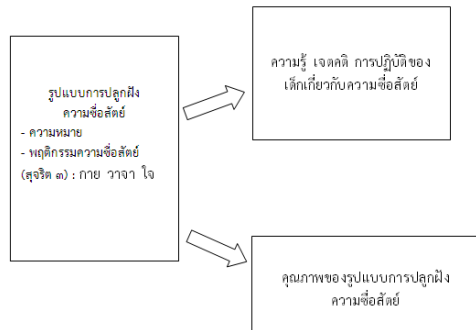 รูปแบบการปลูกฝัง
ความซื่อสัตย์
- ความหมาย
- พฤติกรรมความซื่อสัตย์
(สุจริต ๓) : กาย วาจา ใจ
ความรู้ เจตคติ การปฏิบัติของ
เด็กเกี่ยวกับความซื่อสัตย์
คุณภาพของรูปแบบการปลูกฝัง
ความซื่อสัตย์